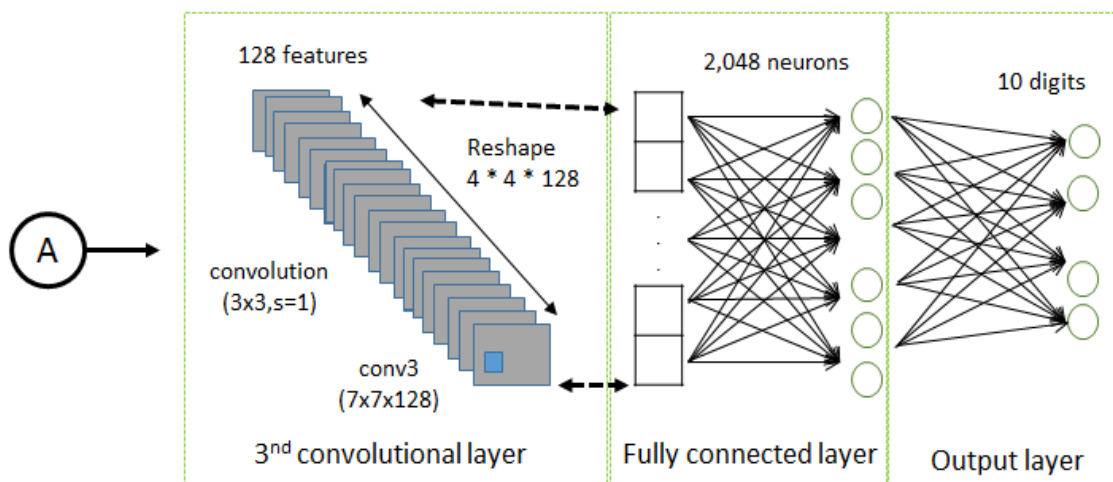 128 features
2,048 neurons
10 digits
Reshape
4 * 4 * 128
A
convolution
(3x3,s=1)
conv3
(7x7x128)
3nd convolutional layer
Fully connected layer
Output layer